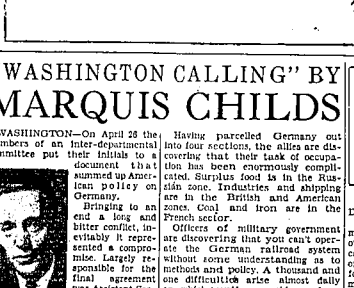 WASHINGTON CALLING" BY
MARQUIS CHILDS
WASHINGTON—On April 26 the
mbers of an inter-departmental
mmittee put their initials to a
document that
summed up Amer-
ican policy on
Germany.
Bringing to an
end a long and
bitter conflict, in-
evitably it repre-
sented a compro-
mise. Largely re-
sponsible for the
final agreement
Having parcelled Germany out
into four sections, the allies are dis-
covering that their task of occupa-
tion has been enormously compli-
cated. Surplus food is in the Rus-
sian zone. Industries and shipping
are in the British and American
zones. Coal and iron are in the
French sector.
Officers of military government
are discovering that you can't oper-
ate the German railroad system
without some understanding as to
methods and policy. A thousand and
one difficulties arise almost daily